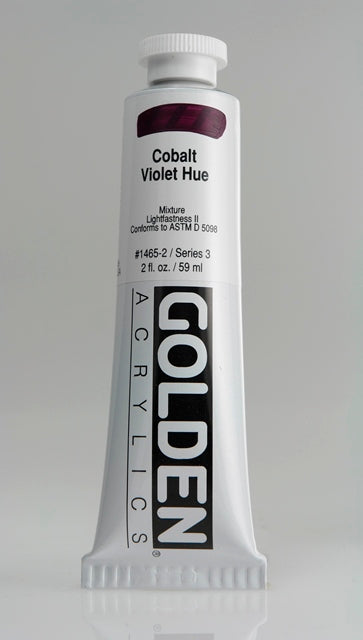 Cobalt
Violet Hue
Mixture
Lightfastness II
Conforms to ASTM D 5098
#1465-2 / Series 3
2 fl. oz. / 59 ml
GOLDEN®
ACRYLICS